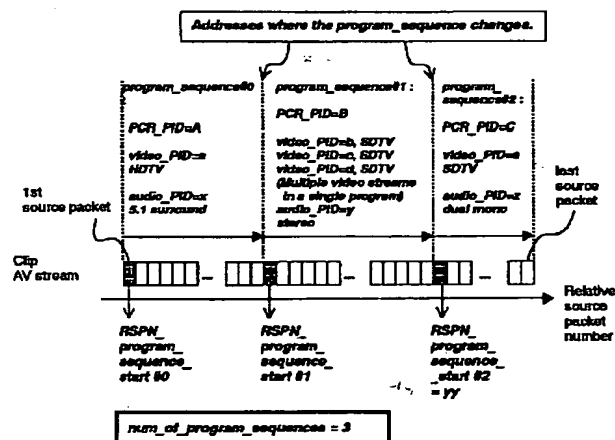 Addresses where the program_sequence changes.
program_sequence#0
PCR_PID=A
video_PID=a
HDTV
audio_PID=x
5.1 surround
program_sequence#1 :
PCR_PID=B
video_PID=b, SDTV
video_PID=c, SDTV
video_PID=d, SDTV
(Multiple video streams
in a single program)
audio_PID=y
stereo
program_
sequence#2 :
PCR_PID=C
video_PID=e
SDTV
audio_PID=z
dual mono
1st
source packet
last
source
packet
Clip
AV stream
Relative
source
packet
number
RSPN_
program_
sequence_
start #0
RSPN_
program_
sequence_
start #1
RSPN_
program_
sequence_
_start #2
= yy
num_of_program_sequences = 3